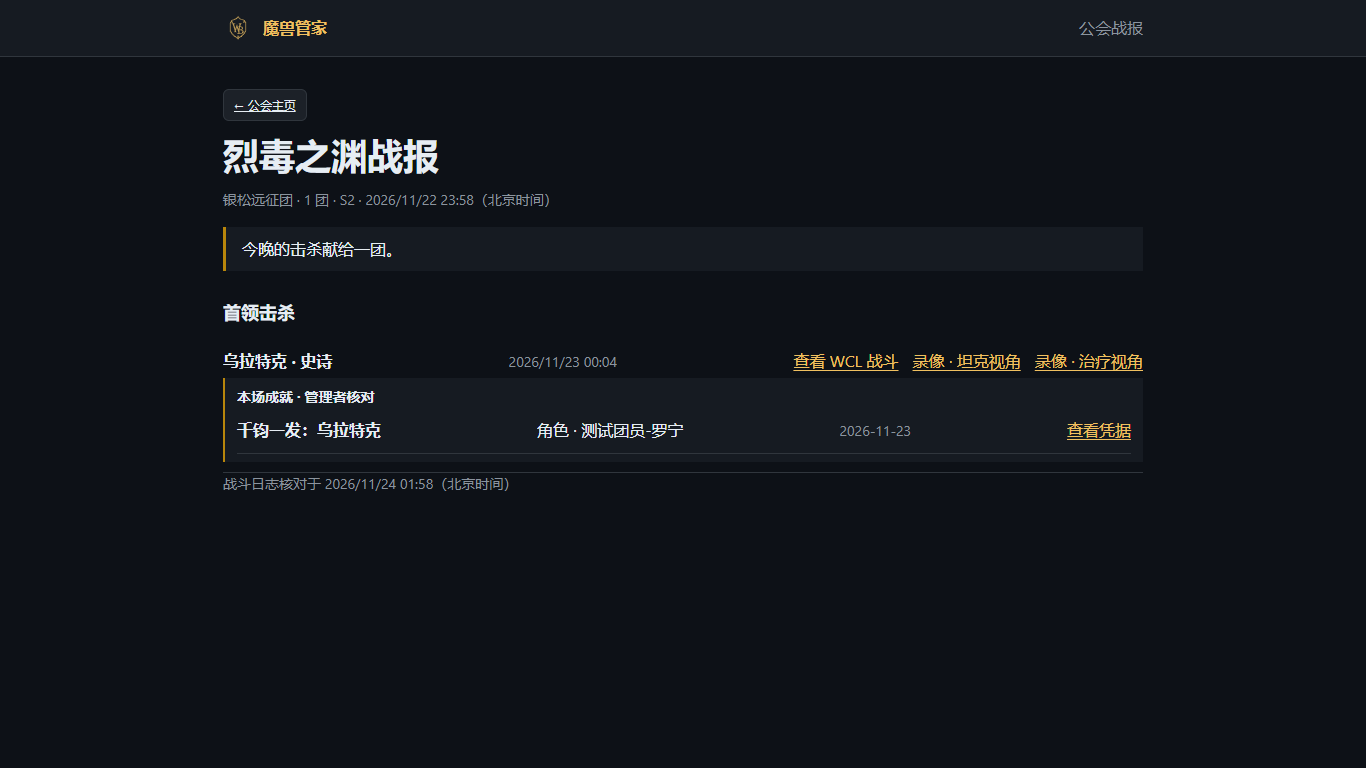 魔兽管家
公会战报
← 公会主页
烈毒之渊战报
银松远征团 · 1 团 · S2 · 2026/11/22 23:58（北京时间）
今晚的击杀献给一团。
首领击杀
乌拉特克 · 史诗 2026/11/23 00:04 查看 WCL 战斗 录像 · 坦克视角 录像 · 治疗视角
本场成就 · 管理者核对
千钧一发：乌拉特克 角色 · 测试团员-罗宁 2026-11-23 查看凭据
战斗日志核对于 2026/11/24 01:58（北京时间）